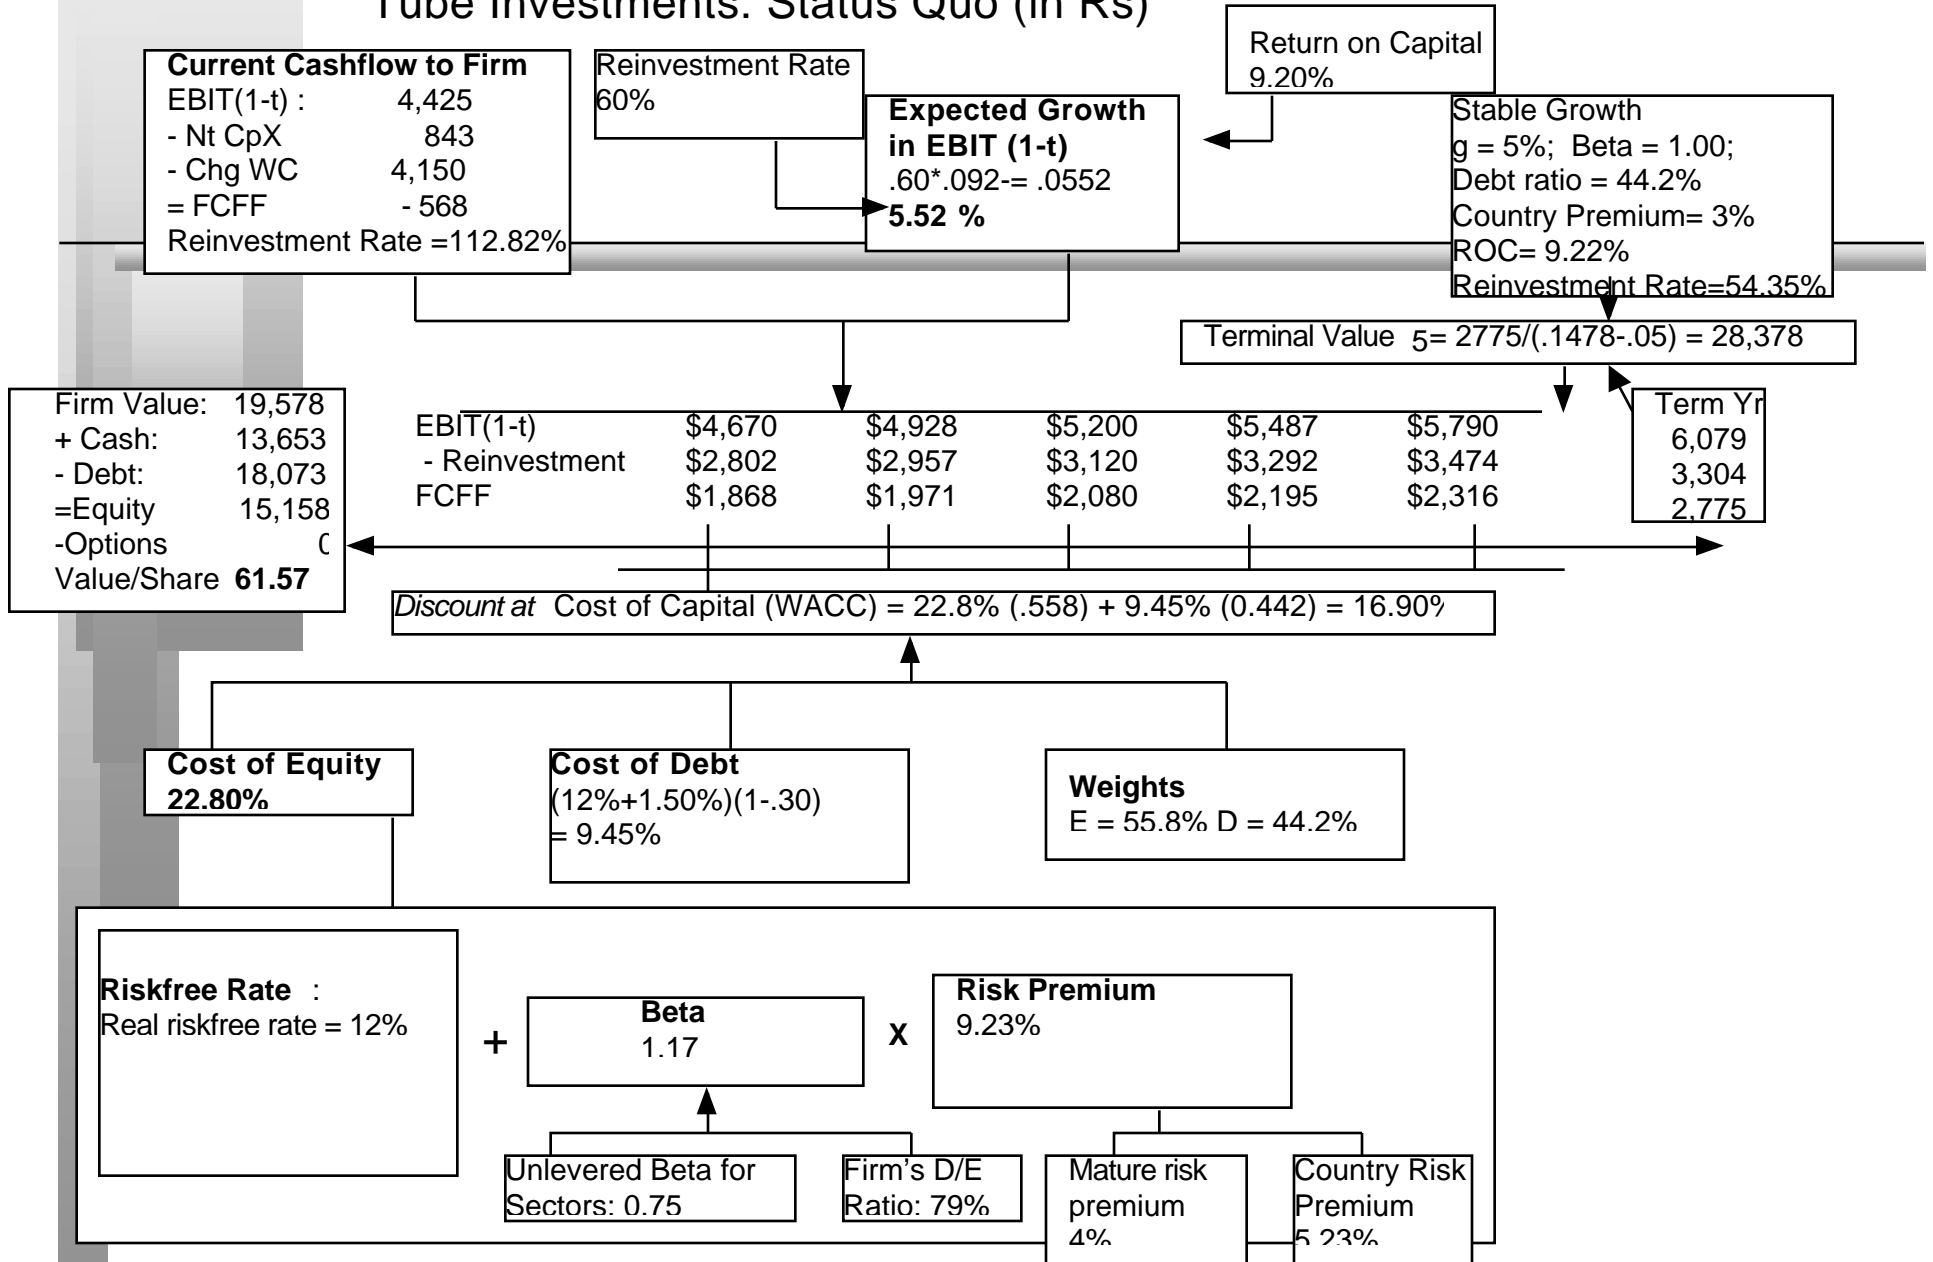 Tube Investments: Status Quo (in Rs)
Current Cashflow to Firm
EBIT(1-t) : 4,425
- Nt CpX 843
- Chg WC 4,150
= FCFF - 568
Reinvestment Rate =112.82%
Reinvestment Rate
60%
Expected Growth
in EBIT (1-t)
.60*.092-= .0552
5.52 %
Return on Capital
9.20%
Stable Growth
g = 5%; Beta = 1.00;
Debt ratio = 44.2%
Country Premium= 3%
ROC= 9.22%
Reinvestment Rate=54.35%
Terminal Value 5= 2775/(.1478-.05) = 28,378
Firm Value: 19,578
+ Cash: 13,653
- Debt: 18,073
=Equity 15,158
-Options 0
Value/Share 61.57
EBIT(1-t) $4,670 $4,928 $5,200 $5,487 $5,790
- Reinvestment $2,802 $2,957 $3,120 $3,292 $3,474
FCFF $1,868 $1,971 $2,080 $2,195 $2,316
Term Yr
6,079
3,304
2,775
Discount at Cost of Capital (WACC) = 22.8% (.558) + 9.45% (0.442) = 16.90%
Cost of Equity
22.80%
Cost of Debt
(12%+1.50%)(1-.30)
= 9.45%
Weights
E = 55.8% D = 44.2%
Riskfree Rate :
Real riskfree rate = 12%
+
Beta
1.17
X
Risk Premium
9.23%
Unlevered Beta for
Sectors: 0.75
Firm’s D/E
Ratio: 79%
Mature risk
premium
4%
Country Risk
Premium
5.23%